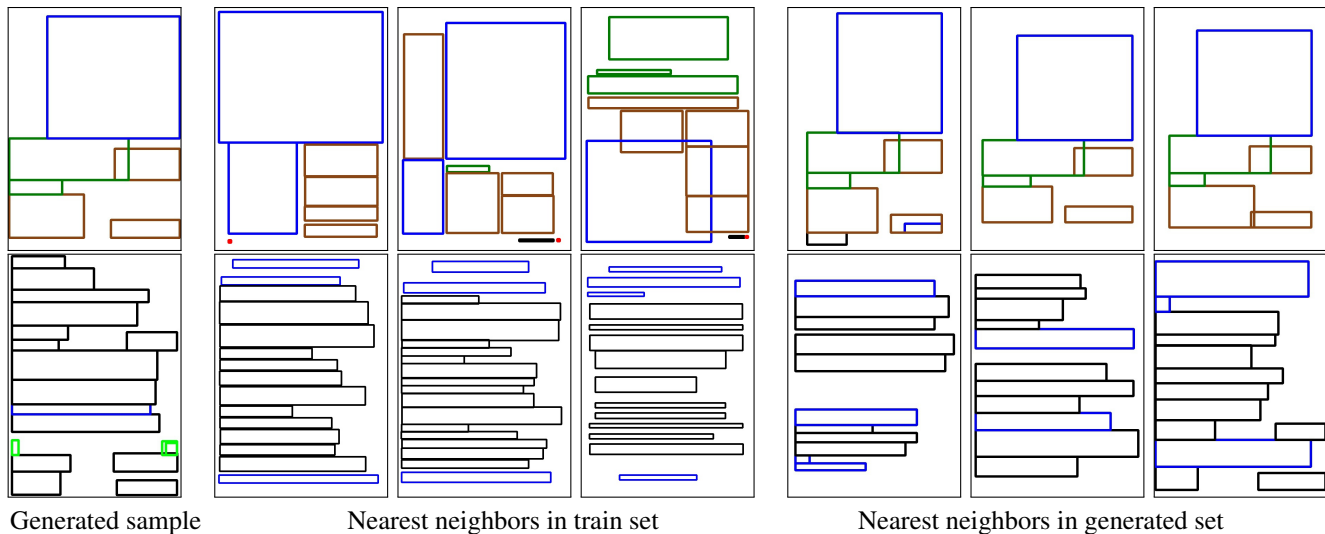 Generated sample
Nearest neighbors in train set
Nearest neighbors in generated set